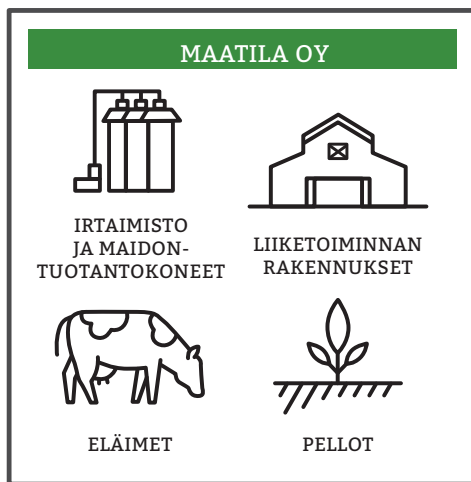 MAATILA OY
IRTAIMISTO
JA MAIDON-
TUOTANTOKONEET
LIIKETOIMINNAN
RAKENNUKSET
ELÄIMET
PELLOT